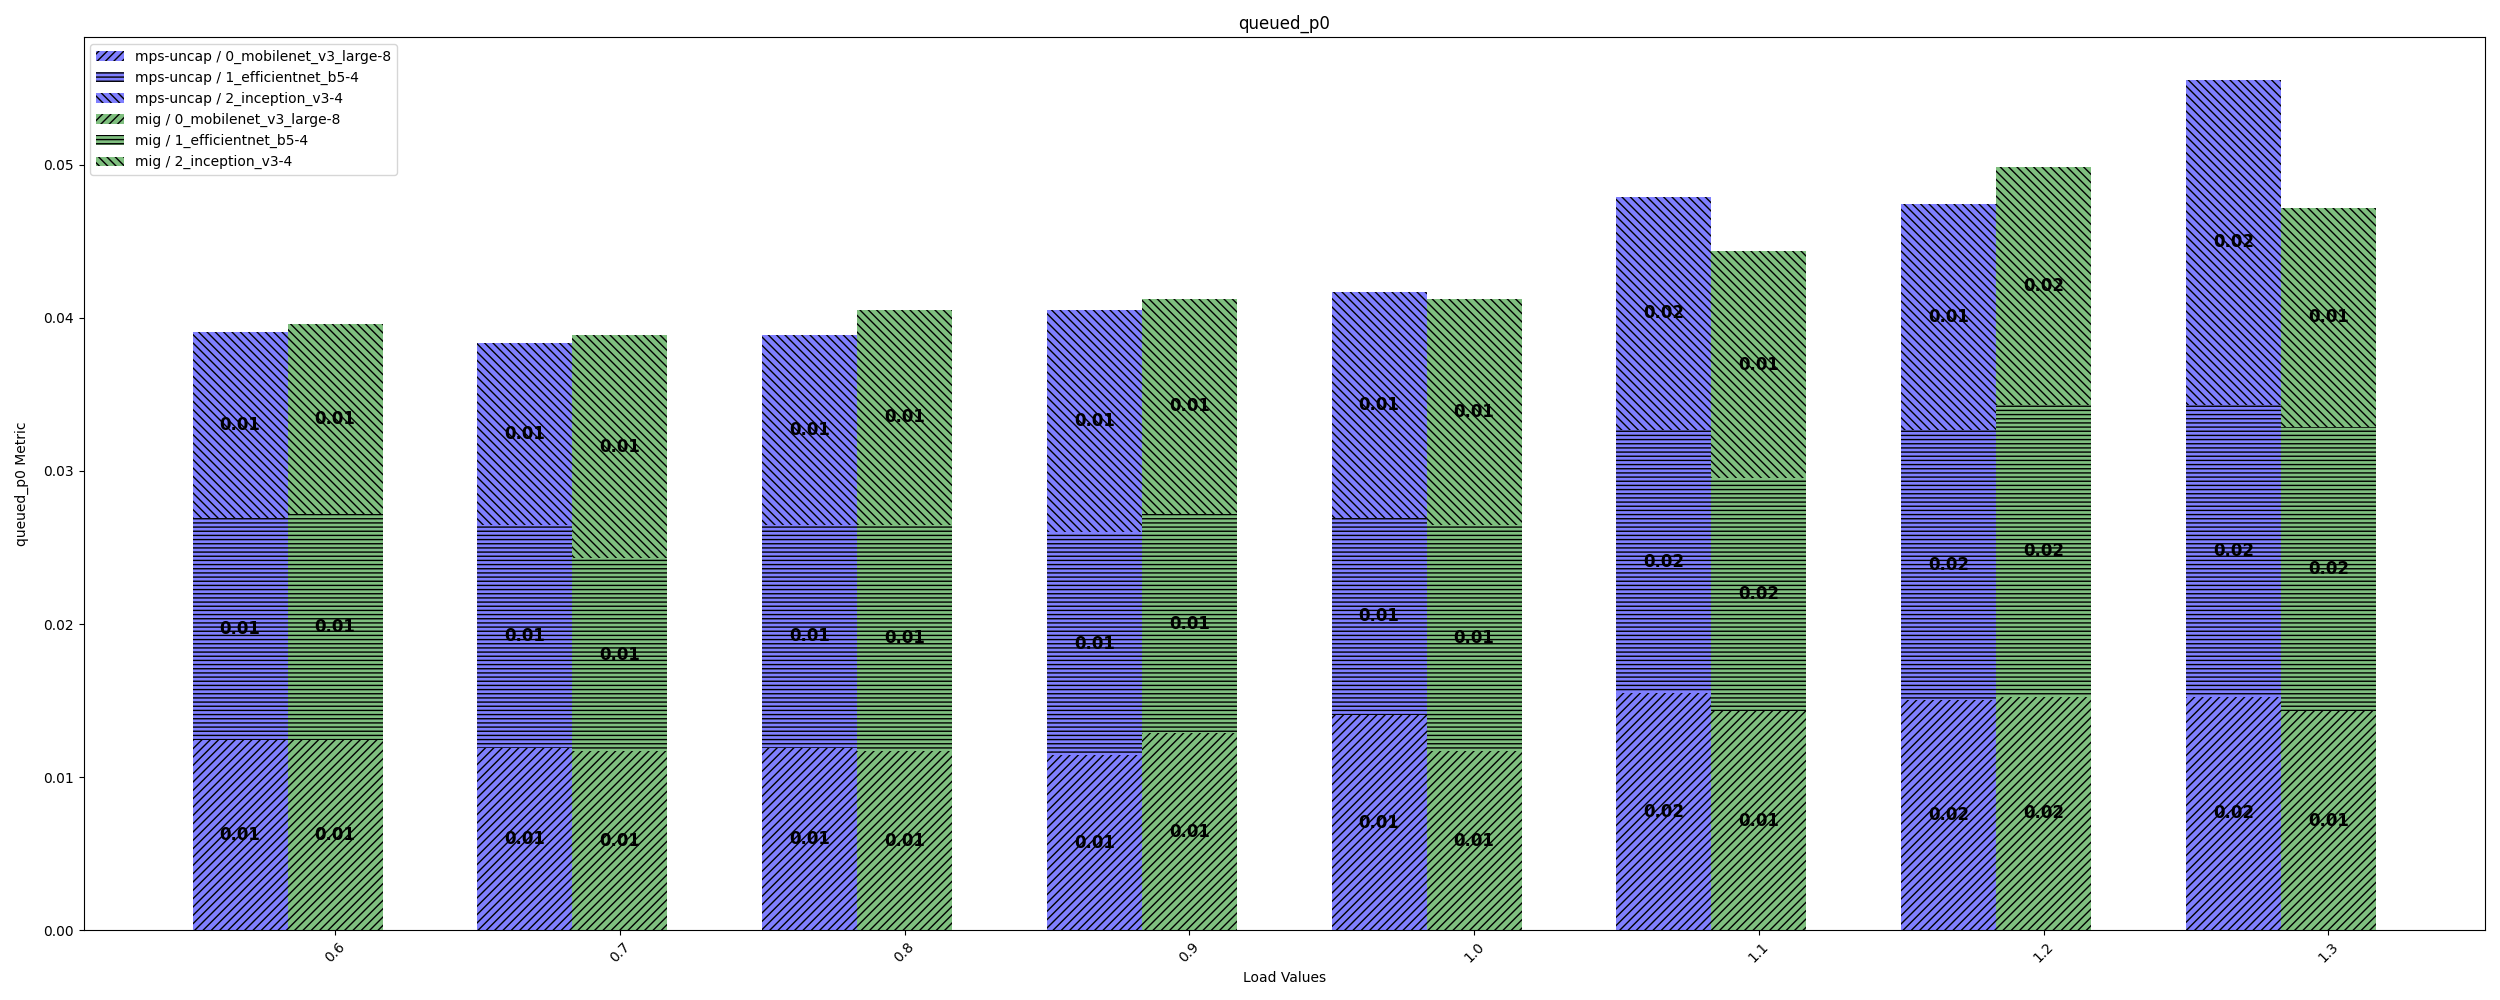 queued_p0
mps-uncap / 0_mobilenet_v3_large-8
mps-uncap / 1_efficientnet_b5-4
mps-uncap / 2_inception_v3-4
mig / 0_mobilenet_v3_large-8
mig / 1_efficientnet_b5-4
mig / 2_inception_v3-4
queued_p0 Metric
0.05
0.04
0.03
0.02
0.01
0.00
0.01 0.01 0.01 0.01 0.01 0.01 0.01 0.01 0.01 0.01 0.02 0.01 0.01 0.02 0.02 0.01
0.01 0.01 0.01 0.01 0.01 0.01 0.01 0.01 0.01 0.01 0.02 0.02 0.02 0.02 0.02 0.02
0.01 0.01 0.01 0.01 0.01 0.01 0.01 0.01 0.01 0.01 0.02 0.01 0.02 0.02 0.02 0.01
0.6 0.7 0.8 0.9 1.0 1.1 1.2 1.3
Load Values